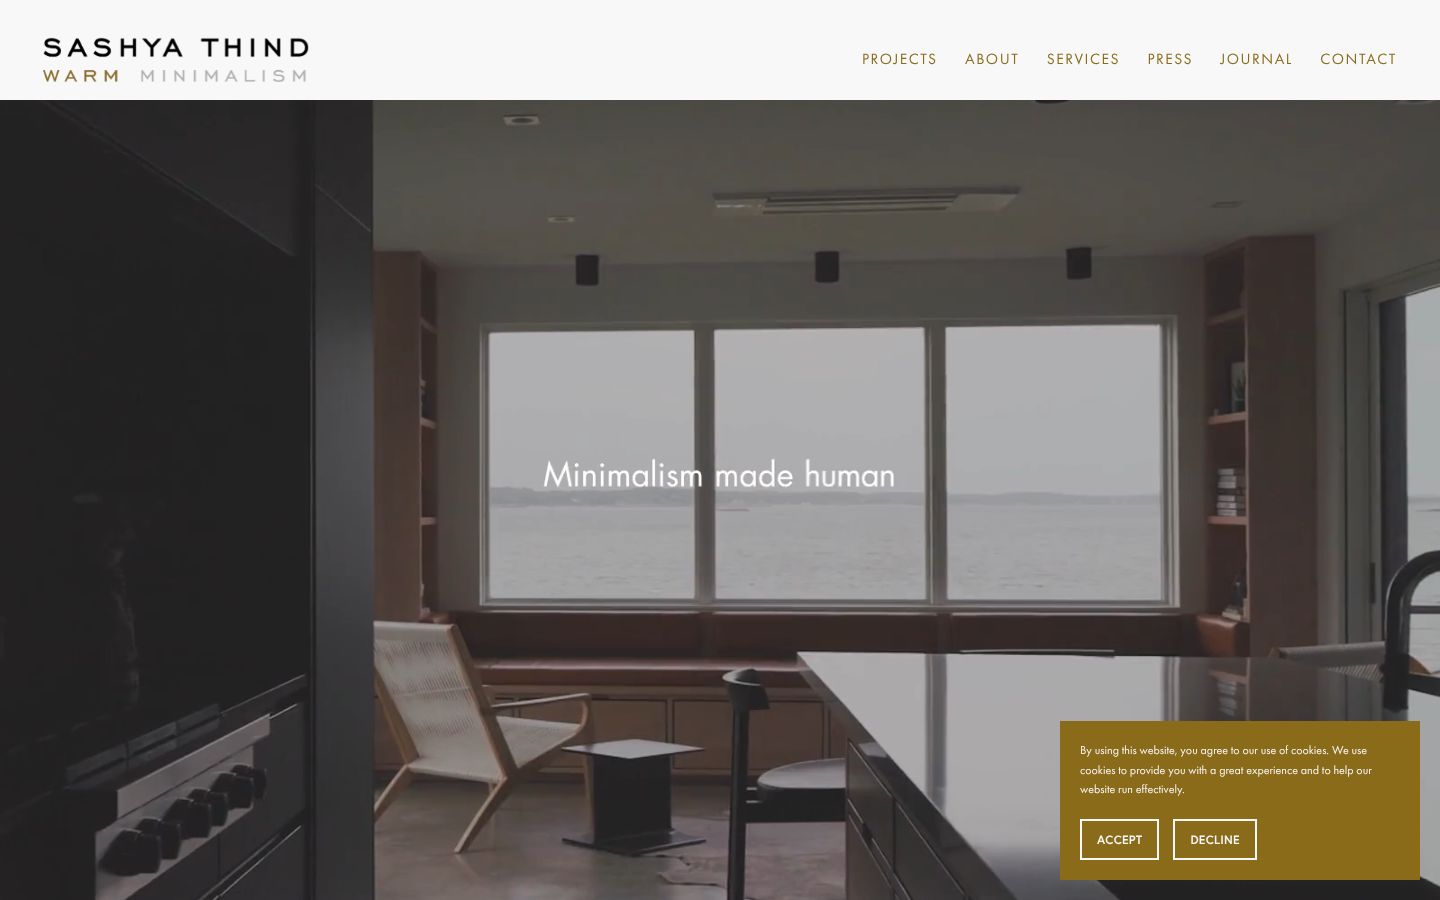 SASHYA THIND
WARM MINIMALISM
PROJECTS ABOUT SERVICES PRESS JOURNAL CONTACT
Minimalism made human
By using this website, you agree to our use of cookies. We use
cookies to provide you with a great experience and to help our
website run effectively.
ACCEPT DECLINE